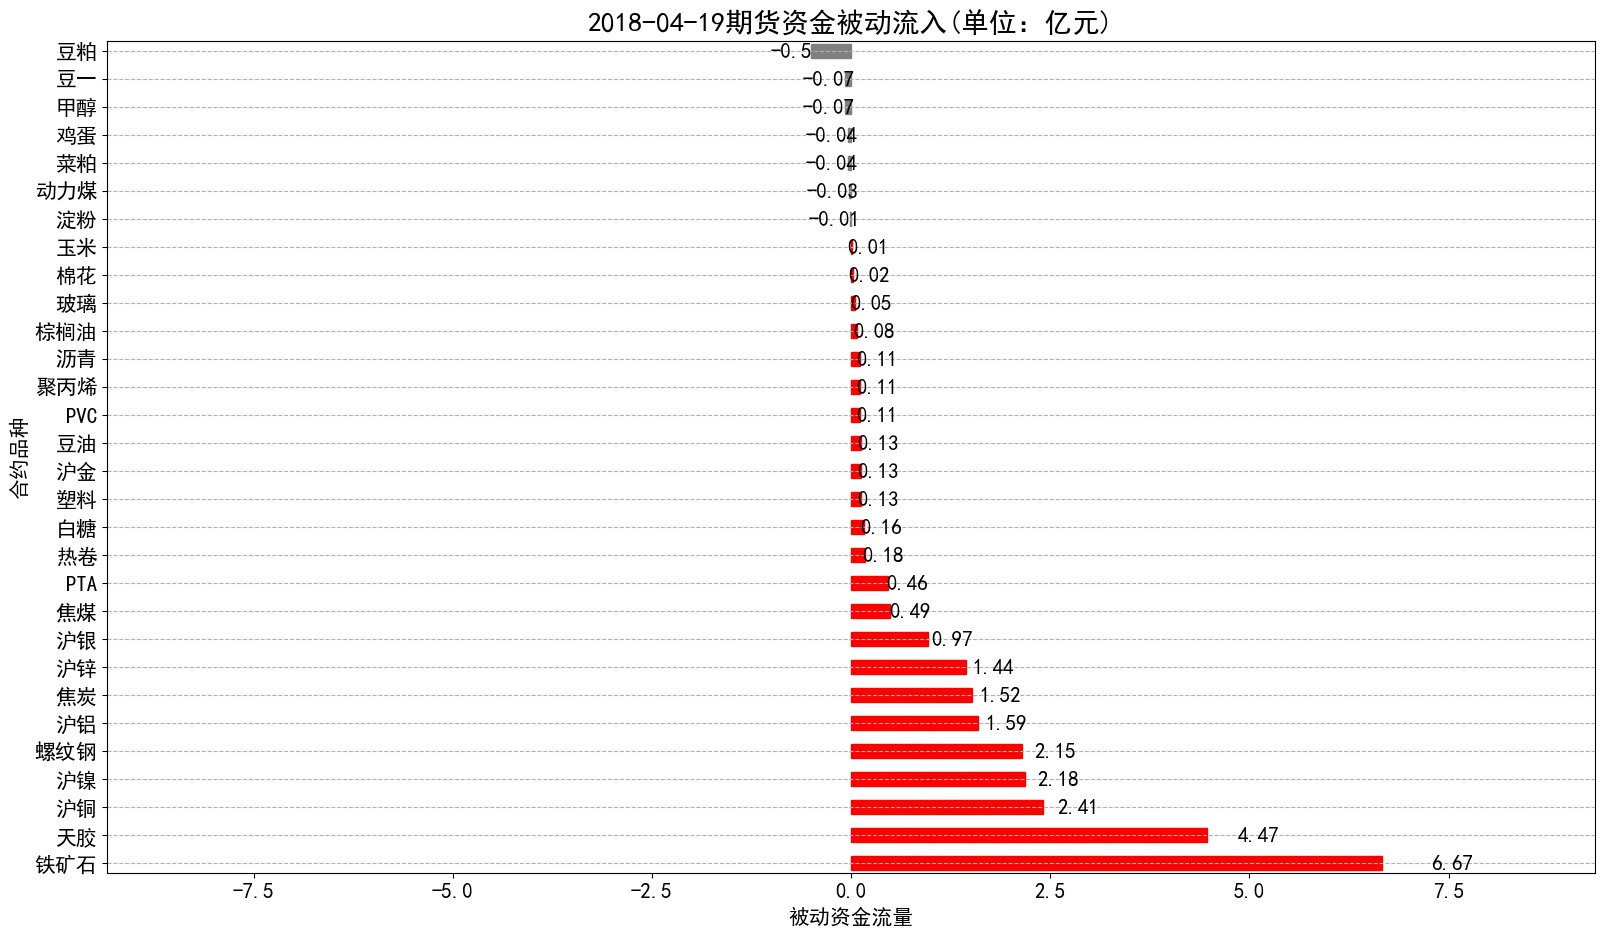 2018-04-19期货资金被动流入(单位：亿元)
合约品种
豆粕 -0.5
豆一 -0.07
甲醇 -0.07
鸡蛋 -0.04
菜粕 -0.04
动力煤 -0.03
淀粉 -0.01
玉米 0.01
棉花 0.02
玻璃 0.05
棕榈油 0.08
沥青 0.11
聚丙烯 0.11
PVC 0.11
豆油 0.13
沪金 0.13
塑料 0.13
白糖 0.16
热卷 0.18
PTA 0.46
焦煤 0.49
沪银 0.97
沪锌 1.44
焦炭 1.52
沪铝 1.59
螺纹钢 2.15
沪镍 2.18
沪铜 2.41
天胶 4.47
铁矿石 6.67
-7.5 -5.0 -2.5 0.0 2.5 5.0 7.5
被动资金流量